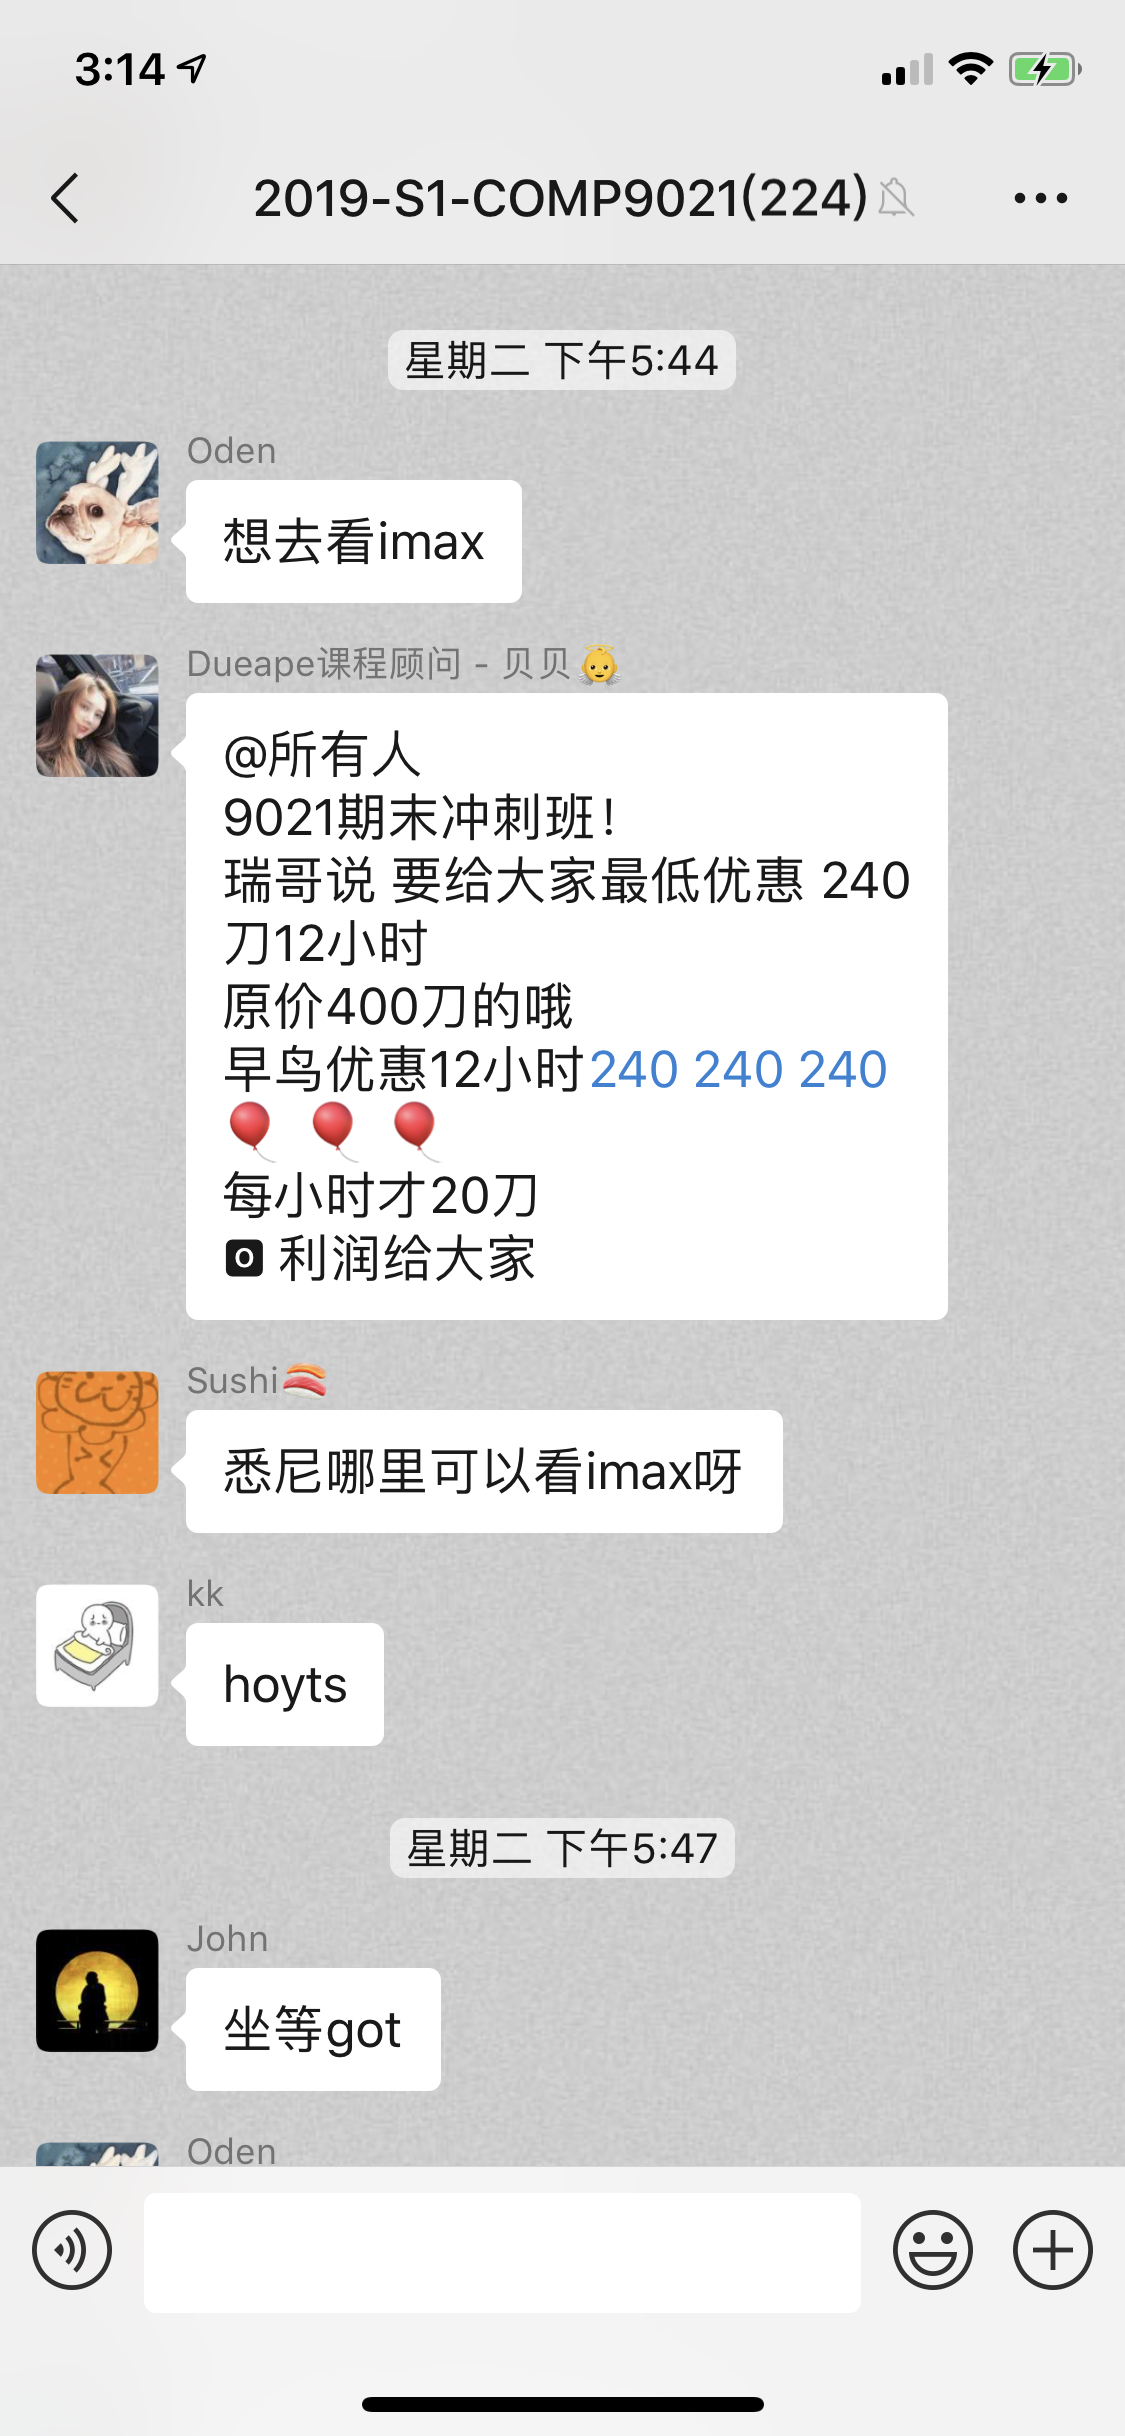 3:14
2019-S1-COMP9021(224)
星期二 下午5:44
Oden
想去看imax
Dueape课程顾问 - 贝贝👼
@所有人
9021期末冲刺班！
瑞哥说 要给大家最低优惠 240
刀12小时
原价400刀的哦
早鸟优惠12小时240 240 240
🎈 🎈 🎈
每小时才20刀
🅾 利润给大家
Sushi🍣
悉尼哪里可以看imax呀
kk
hoyts
星期二 下午5:47
John
坐等got
Oden